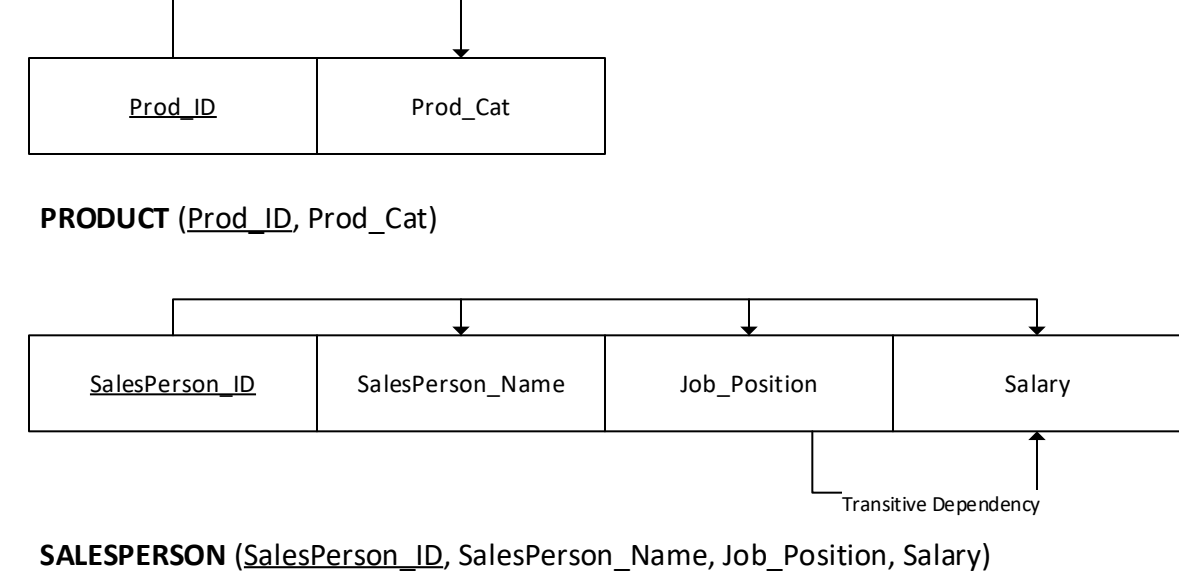 Prod_ID Prod_Cat
PRODUCT (Prod_ID, Prod_Cat)
SalesPerson_ID SalesPerson_Name Job_Position Salary
Transitive Dependency
SALESPERSON (SalesPerson_ID, SalesPerson_Name, Job_Position, Salary)